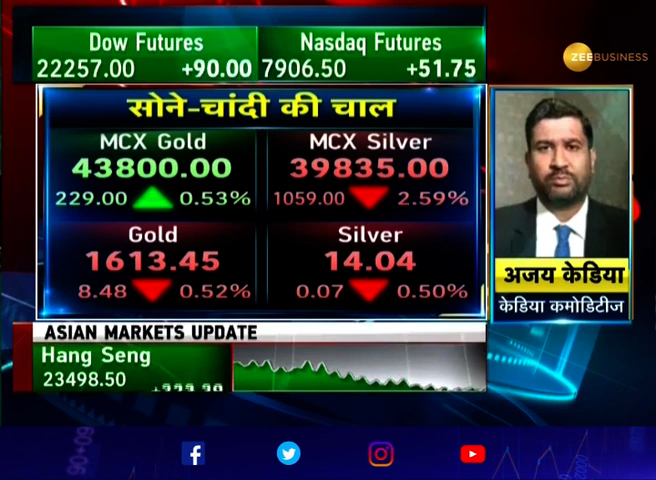 Dow Futures
22257.00 +90.00
Nasdaq Futures
7906.50 +51.75
ZEEBUSINESS
सोने-चांदी की चाल
MCX Gold
43800.00
229.00 0.53%
MCX Silver
39835.00
1059.00 2.59%
Gold
1613.45
8.48 0.52%
Silver
14.04
0.07 0.50%
अजय केडिया
केडिया कमोडिटीज
ASIAN MARKETS UPDATE
Hang Seng
23498.50